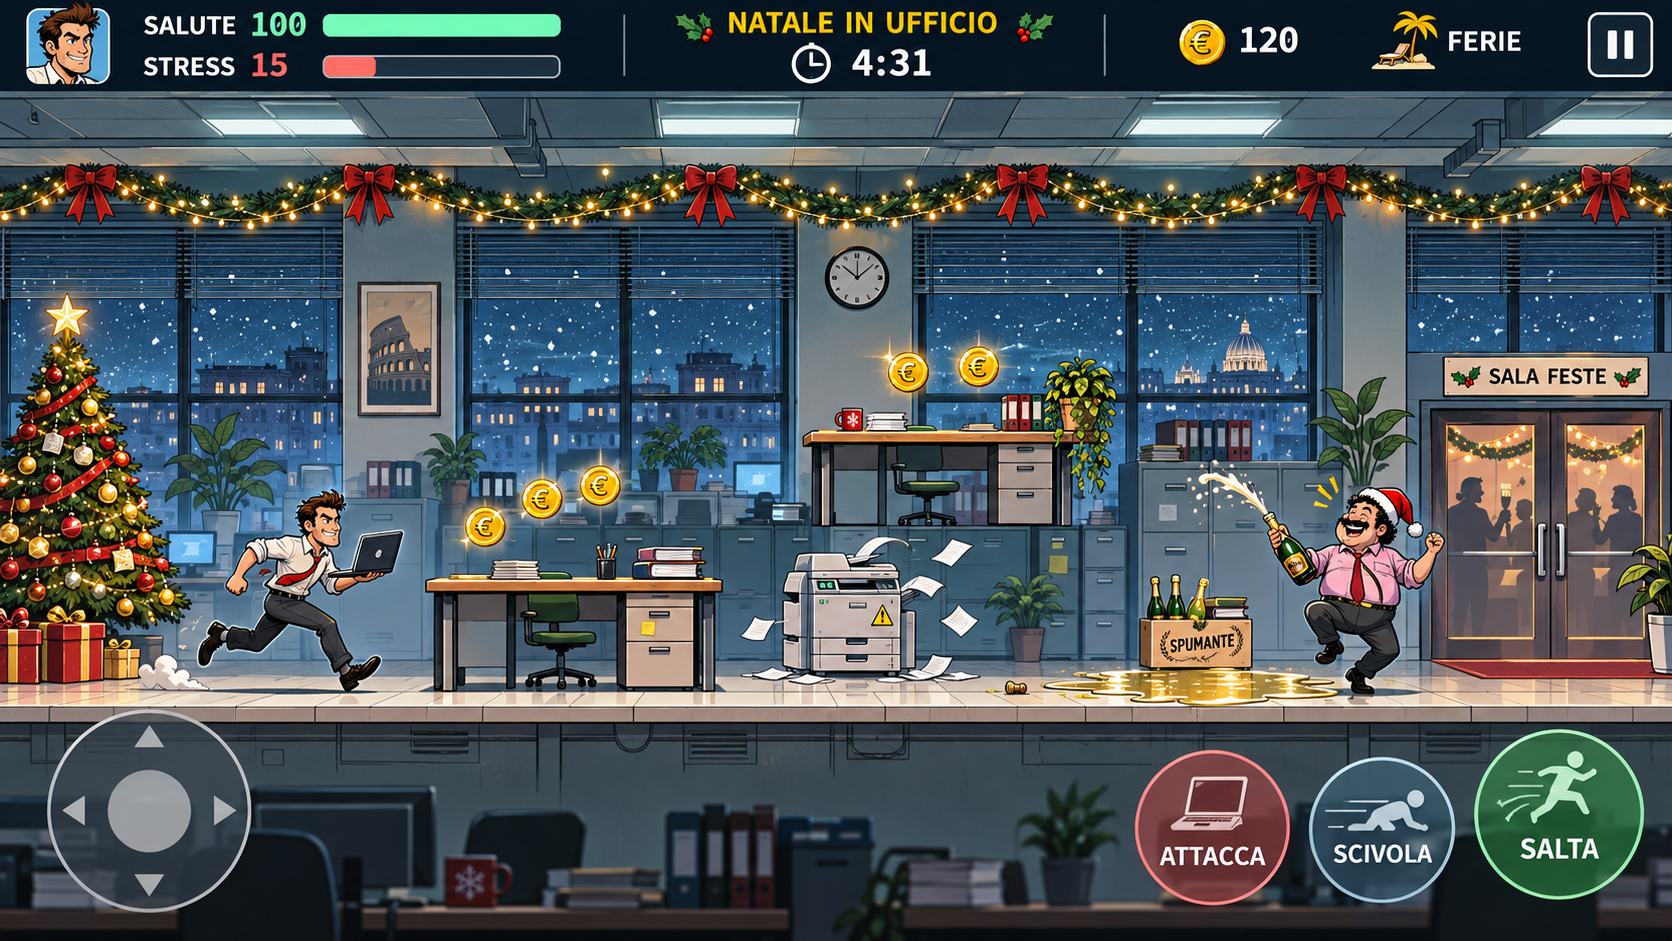 SALUTE 100
STRESS 15
NATALE IN UFFICIO
4:31
€ 120
FERIE
SALA FESTE
€ €
€ € €
SPUMANTE
ATTACCA
SCIVOLA
SALTA